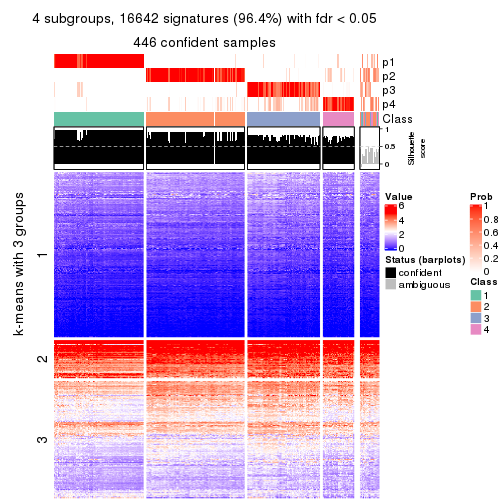 4 subgroups, 16642 signatures (96.4%) with fdr < 0.05
446 confident samples
p1
p2
p3
p4
Class
1
0.5
0
Silhouette
score
k-means with 3 groups
1
2
3
Value
6
4
2
0
Status (barplots)
confident
ambiguous
Prob
1
0.8
0.6
0.4
0.2
0
Class
1
2
3
4